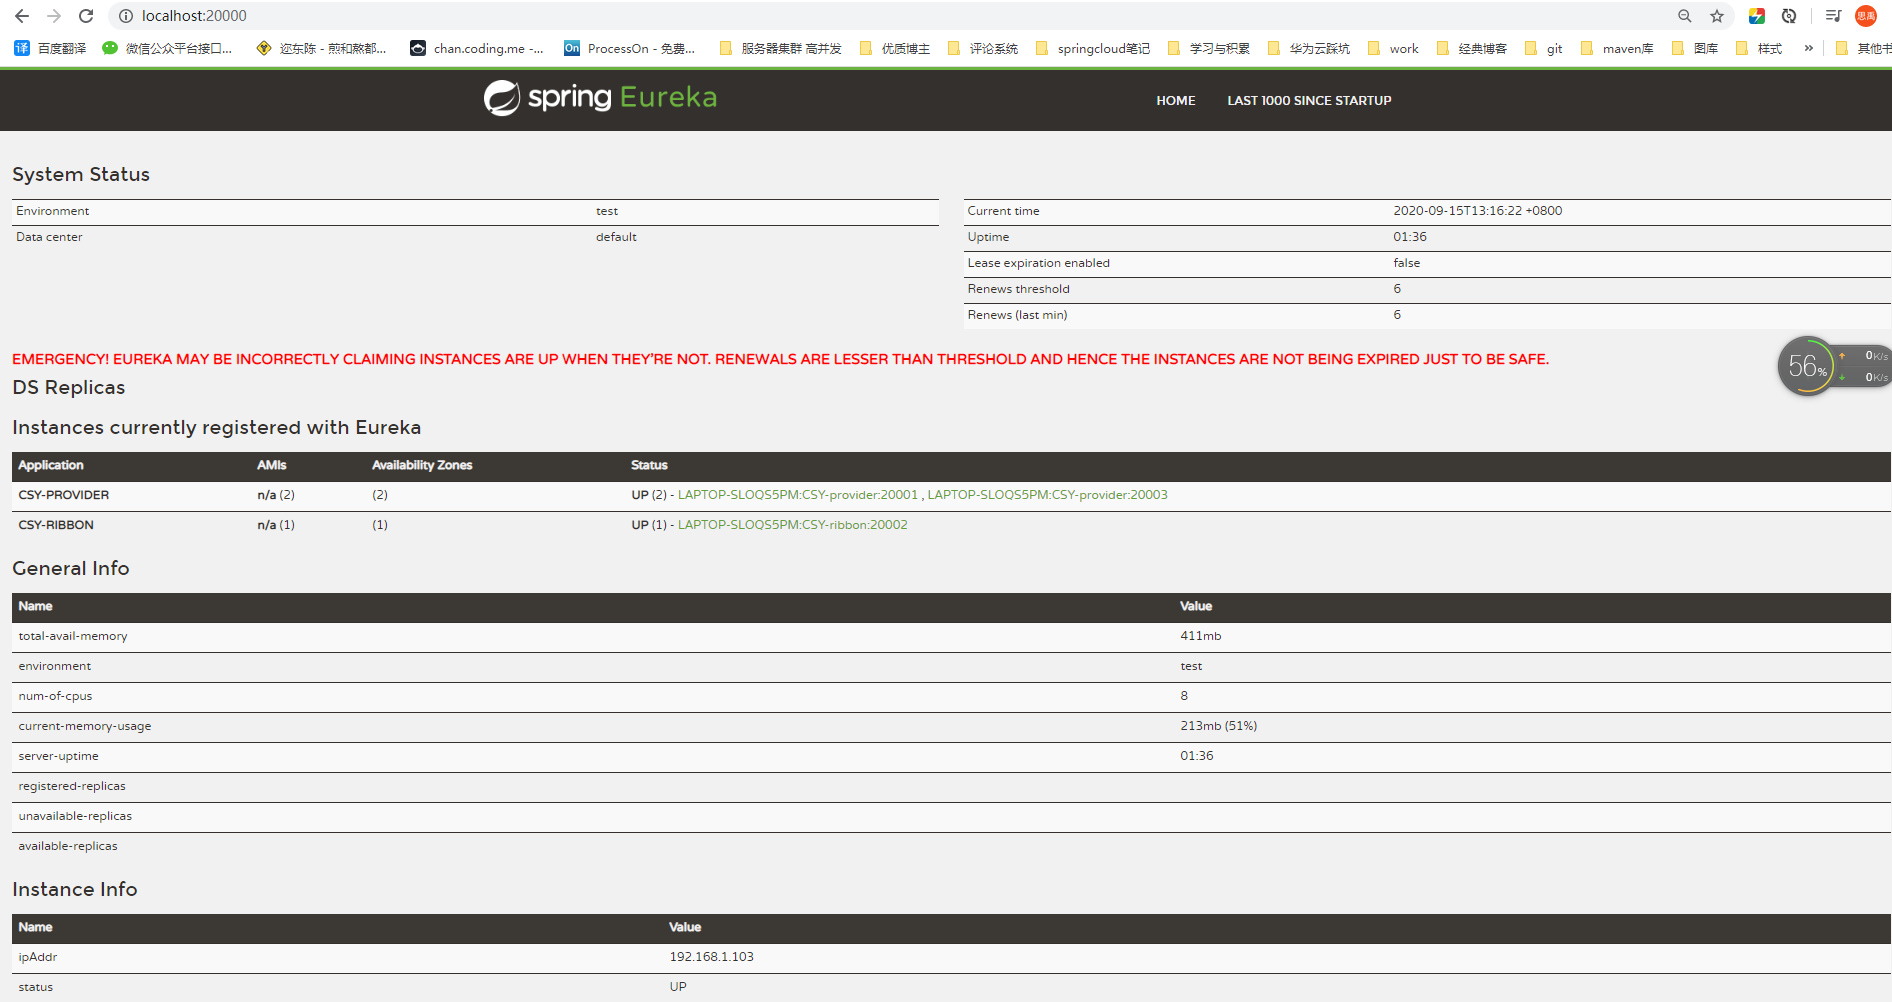 localhost:20000
思禹
译 百度翻译 微信公众平台接口... 迩东陈 - 煎和熬都... chan.coding.me -... On ProcessOn - 免费... 服务器集群 高并发 优质博主 评论系统 springcloud笔记 学习与积累 华为云踩坑 work 经典博客 git maven库 图库 样式 » 其他书
spring Eureka HOME LAST 1000 SINCE STARTUP
System Status
Environment test
Data center default
Current time 2020-09-15T13:16:22 +0800
Uptime 01:36
Lease expiration enabled false
Renews threshold 6
Renews (last min) 6
EMERGENCY! EUREKA MAY BE INCORRECTLY CLAIMING INSTANCES ARE UP WHEN THEY'RE NOT. RENEWALS ARE LESSER THAN THRESHOLD AND HENCE THE INSTANCES ARE NOT BEING EXPIRED JUST TO BE SAFE.
56%
0K/s
0K/s
DS Replicas
Instances currently registered with Eureka
Application AMIs Availability Zones Status
CSY-PROVIDER n/a (2) (2) UP (2) - LAPTOP-SLOQS5PM:CSY-provider:20001 , LAPTOP-SLOQS5PM:CSY-provider:20003
CSY-RIBBON n/a (1) (1) UP (1) - LAPTOP-SLOQS5PM:CSY-ribbon:20002
General Info
Name Value
total-avail-memory 411mb
environment test
num-of-cpus 8
current-memory-usage 213mb (51%)
server-uptime 01:36
registered-replicas
unavailable-replicas
available-replicas
Instance Info
Name Value
ipAddr 192.168.1.103
status UP